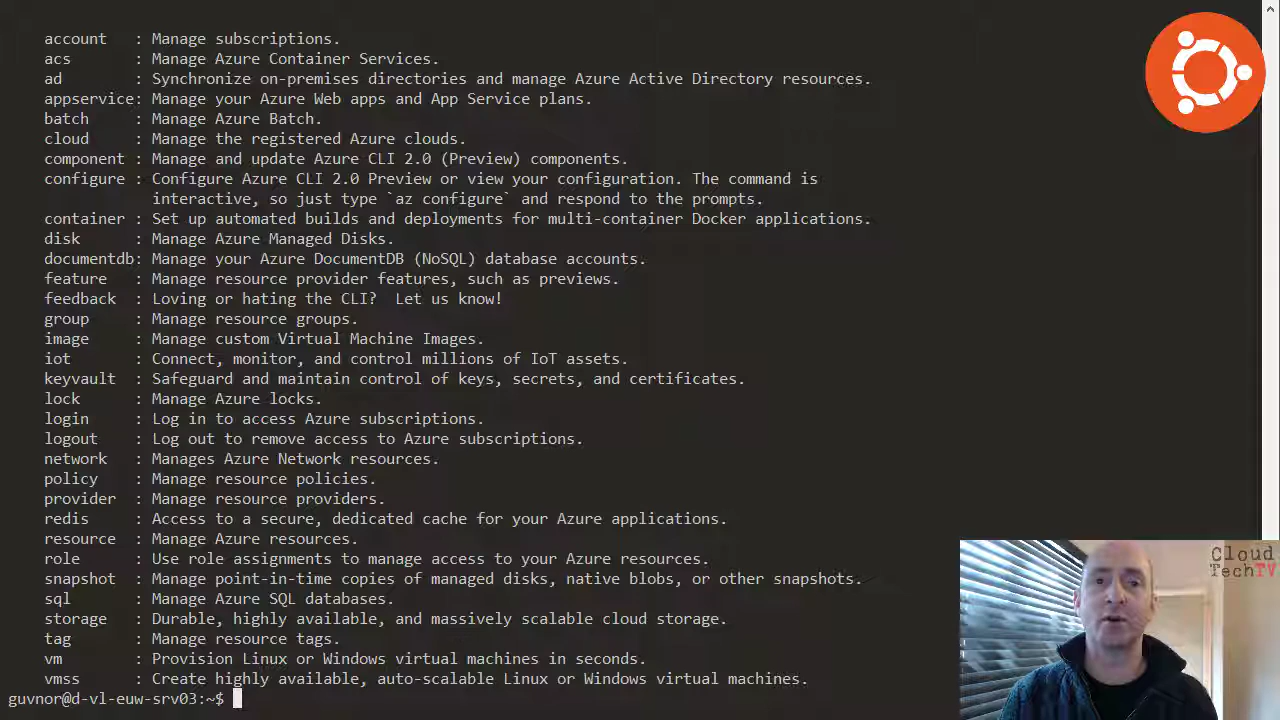 account   : Manage subscriptions.
acs       : Manage Azure Container Services.
ad        : Synchronize on-premises directories and manage Azure Active Directory resources.
appservice: Manage your Azure Web apps and App Service plans.
batch     : Manage Azure Batch.
cloud     : Manage the registered Azure clouds.
component : Manage and update Azure CLI 2.0 (Preview) components.
configure : Configure Azure CLI 2.0 Preview or view your configuration. The command is
            interactive, so just type `az configure` and respond to the prompts.
container : Set up automated builds and deployments for multi-container Docker applications.
disk      : Manage Azure Managed Disks.
documentdb: Manage your Azure DocumentDB (NoSQL) database accounts.
feature   : Manage resource provider features, such as previews.
feedback  : Loving or hating the CLI?  Let us know!
group     : Manage resource groups.
image     : Manage custom Virtual Machine Images.
iot       : Connect, monitor, and control millions of IoT assets.
keyvault  : Safeguard and maintain control of keys, secrets, and certificates.
lock      : Manage Azure locks.
login     : Log in to access Azure subscriptions.
logout    : Log out to remove access to Azure subscriptions.
network   : Manages Azure Network resources.
policy    : Manage resource policies.
provider  : Manage resource providers.
redis     : Access to a secure, dedicated cache for your Azure applications.
resource  : Manage Azure resources.
role      : Use role assignments to manage access to your Azure resources.
snapshot  : Manage point-in-time copies of managed disks, native blobs, or other snapshots.
sql       : Manage Azure SQL databases.
storage   : Durable, highly available, and massively scalable cloud storage.
tag       : Manage resource tags.
vm        : Provision Linux or Windows virtual machines in seconds.
vmss      : Create highly available, auto-scalable Linux or Windows virtual machines.
guvnor@d-vl-euw-srv03:~$
Cloud
TechTV